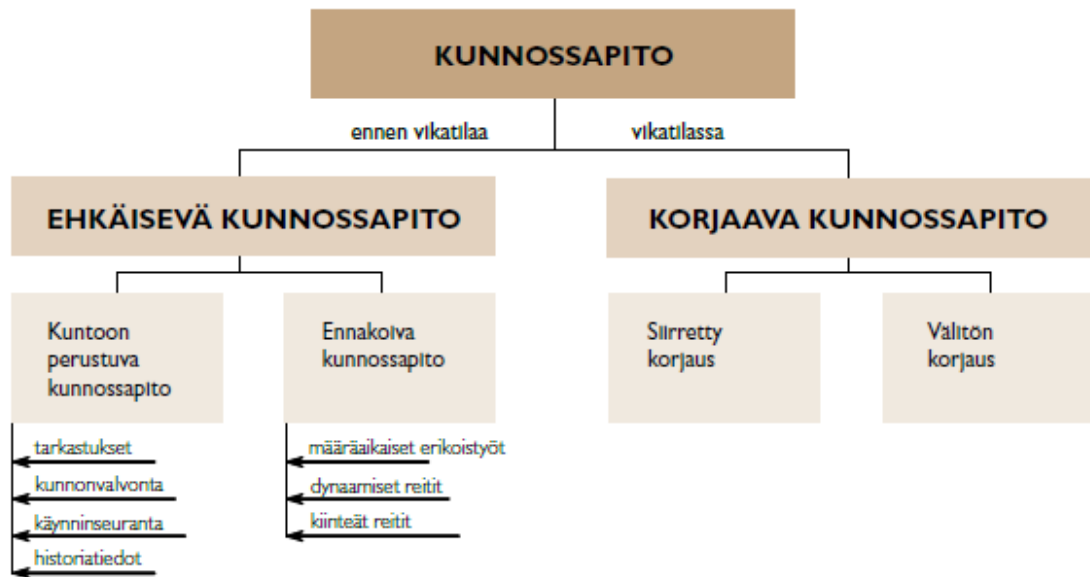 KUNNOSSAPITO
ennen vikatilaa
vikatilassa
EHKÄISEVÄ KUNNOSSAPITO
KORJAAVA KUNNOSSAPITO
Kuntoon
perustuva
kunnossapito
Ennakoiva
kunnossapito
Siirretty
korjaus
Välitön
korjaus
tarkastukset
kunnonvalvonta
käynninseuranta
historiatiedot
määräaikaiset erikoistyöt
dynaamiset reitit
kiinteät reitit